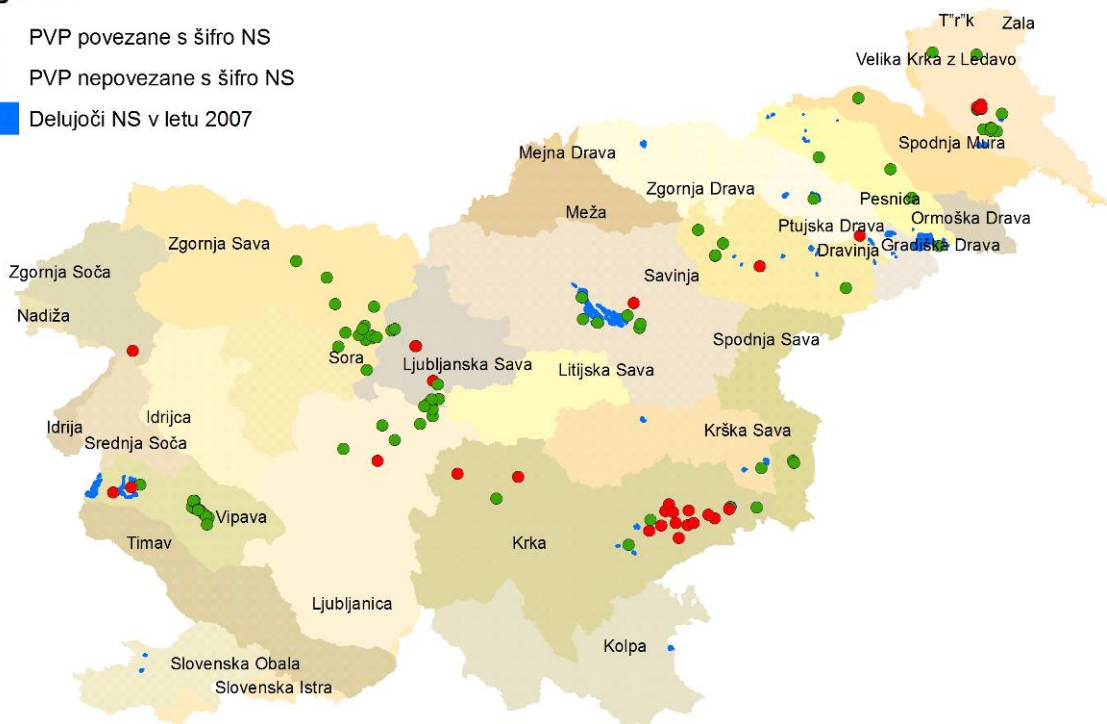 PVP povezane s šifro NS
PVP nepovezane s šifro NS
Delujoči NS v letu 2007
T"r"k
Zala
Velika Krka z Ledavo
Spodnja Mura
Mejna Drava
Zgornja Drava
Meža
Pesnica
Ormoška Drava
Ptujska Drava
Dravinja
Gradiška Drava
Zgornja Sava
Zgornja Soča
Savinja
Nadiža
Spodnja Sava
Sora
Ljubljanska Sava
Litijska Sava
Idrija
Idrijca
Srednja Soča
Krška Sava
Vipava
Timav
Krka
Ljubljanica
Kolpa
Slovenska Obala
Slovenska Istra